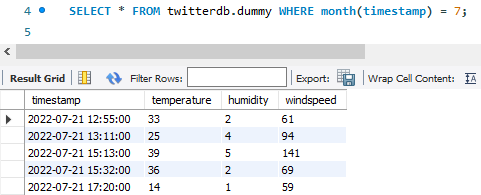 4 SELECT * FROM twitterdb.dummy WHERE month(timestamp) = 7;
5
Result Grid Filter Rows: Export: Wrap Cell Content: IA
timestamp temperature humidity windspeed
2022-07-21 12:55:00 33 2 61
2022-07-21 13:11:00 25 4 94
2022-07-21 15:13:00 39 5 141
2022-07-21 15:32:00 36 2 69
2022-07-21 17:20:00 14 1 59